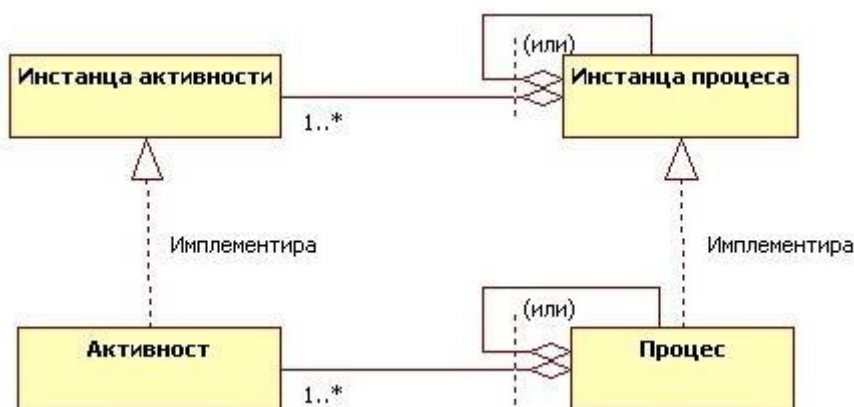 (или)
Инстанца активности
Инстанца процеса
1..*
Имплементира
Имплементира
(или)
Активност
Процес
1..*